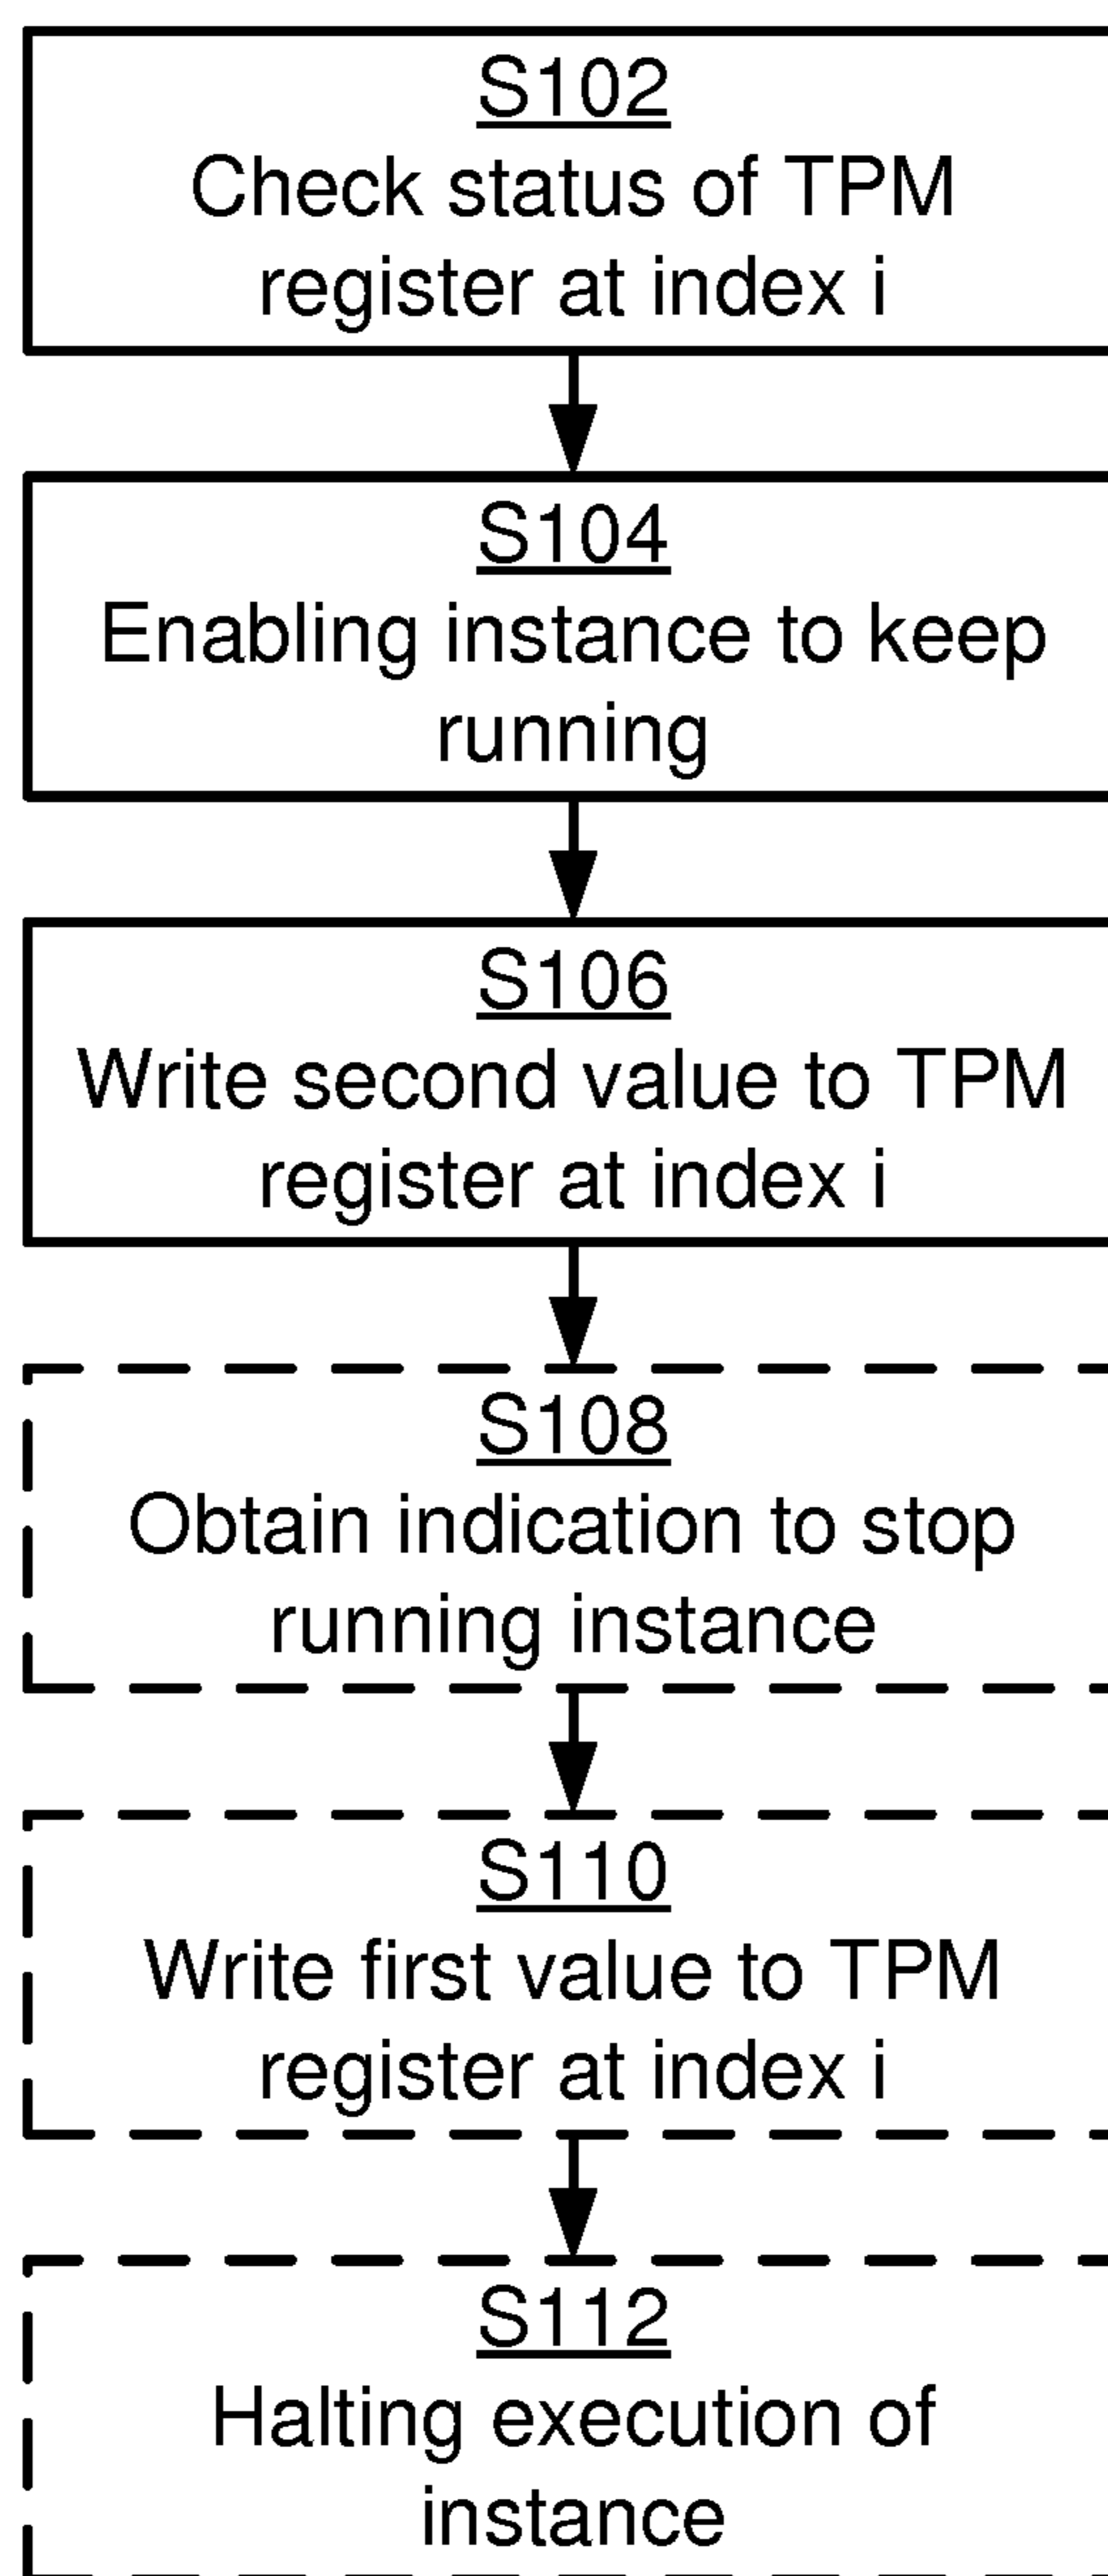 S102
Check status of TPM
register at index i
S104
Enabling instance to keep
running
S106
Write second value to TPM
register at index i
S108
Obtain indication to stop
running instance
S110
Write first value to TPM
register at index i
S112
Halting execution of
instance